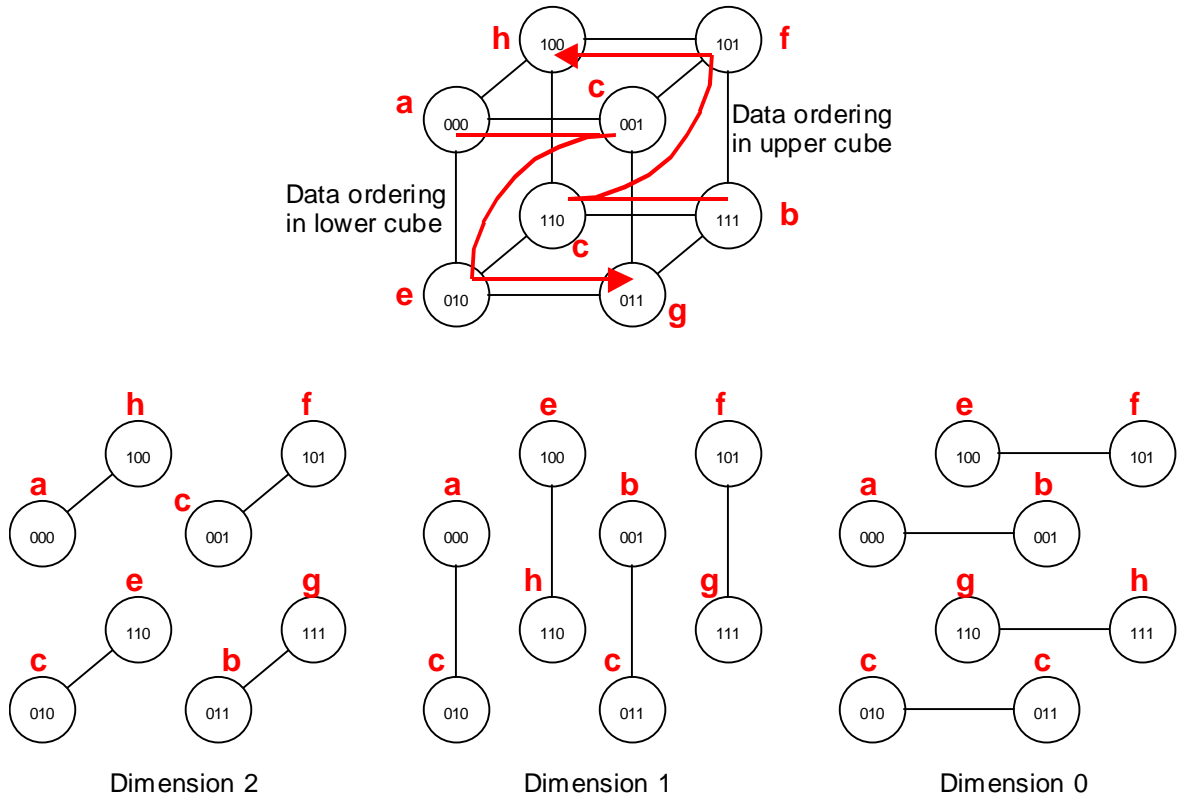 h 100 101 f
a 000 c 001
Data ordering
in upper cube
Data ordering
in lower cube
110 c 111 b
e 010 011 g
h f
100 101
a c
000 001
e g
110 111
c b
010 011
Dimension 2
e f
100 101
a b
000 001
h g
110 111
c c
010 011
Dimension 1
e f
100 101
a b
000 001
g h
110 111
c c
010 011
Dimension 0